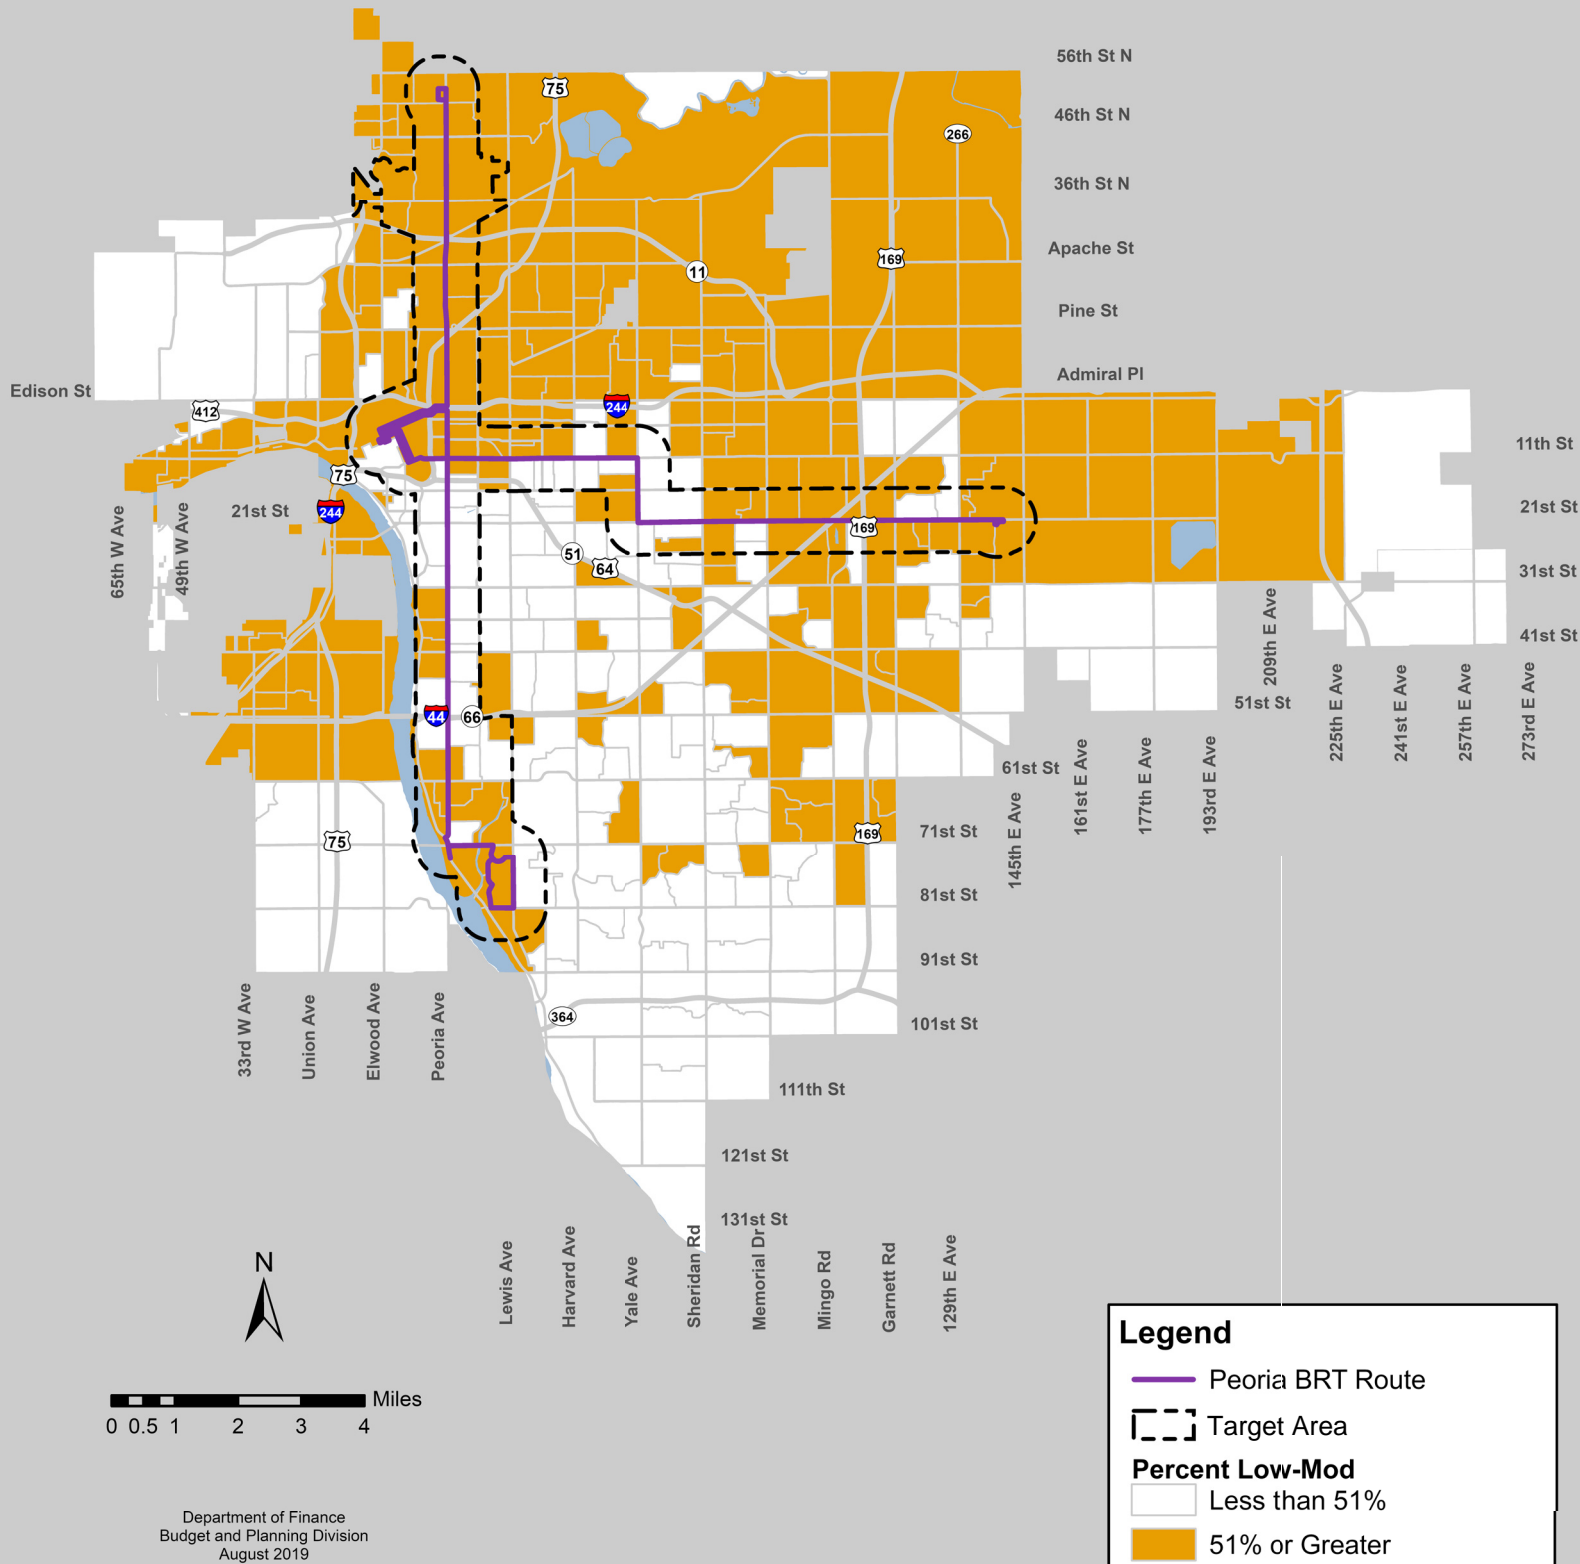 56th St N
75
46th St N
266
36th St N
Apache St
169
11
Pine St
Admiral Pl
Edison St
412
244
11th St
75
21st St
244
21st St
169
51
64
65th W Ave
49th W Ave
31st St
209th E Ave
41st St
51st St
44
66
225th E Ave
241st E Ave
257th E Ave
273rd E Ave
61st St
145th E Ave
161st E Ave
177th E Ave
193rd E Ave
75
71st St
169
81st St
91st St
33rd W Ave
Union Ave
Elwood Ave
Peoria Ave
364
101st St
111th St
121st St
131st St
Lewis Ave
Harvard Ave
Yale Ave
Sheridan Rd
Memorial Dr
Mingo Rd
Garnett Rd
129th E Ave
N
Miles
0 0.5 1 2 3 4
Legend
Peoria BRT Route
Target Area
Percent Low-Mod
Less than 51%
51% or Greater
Department of Finance
Budget and Planning Division
August 2019